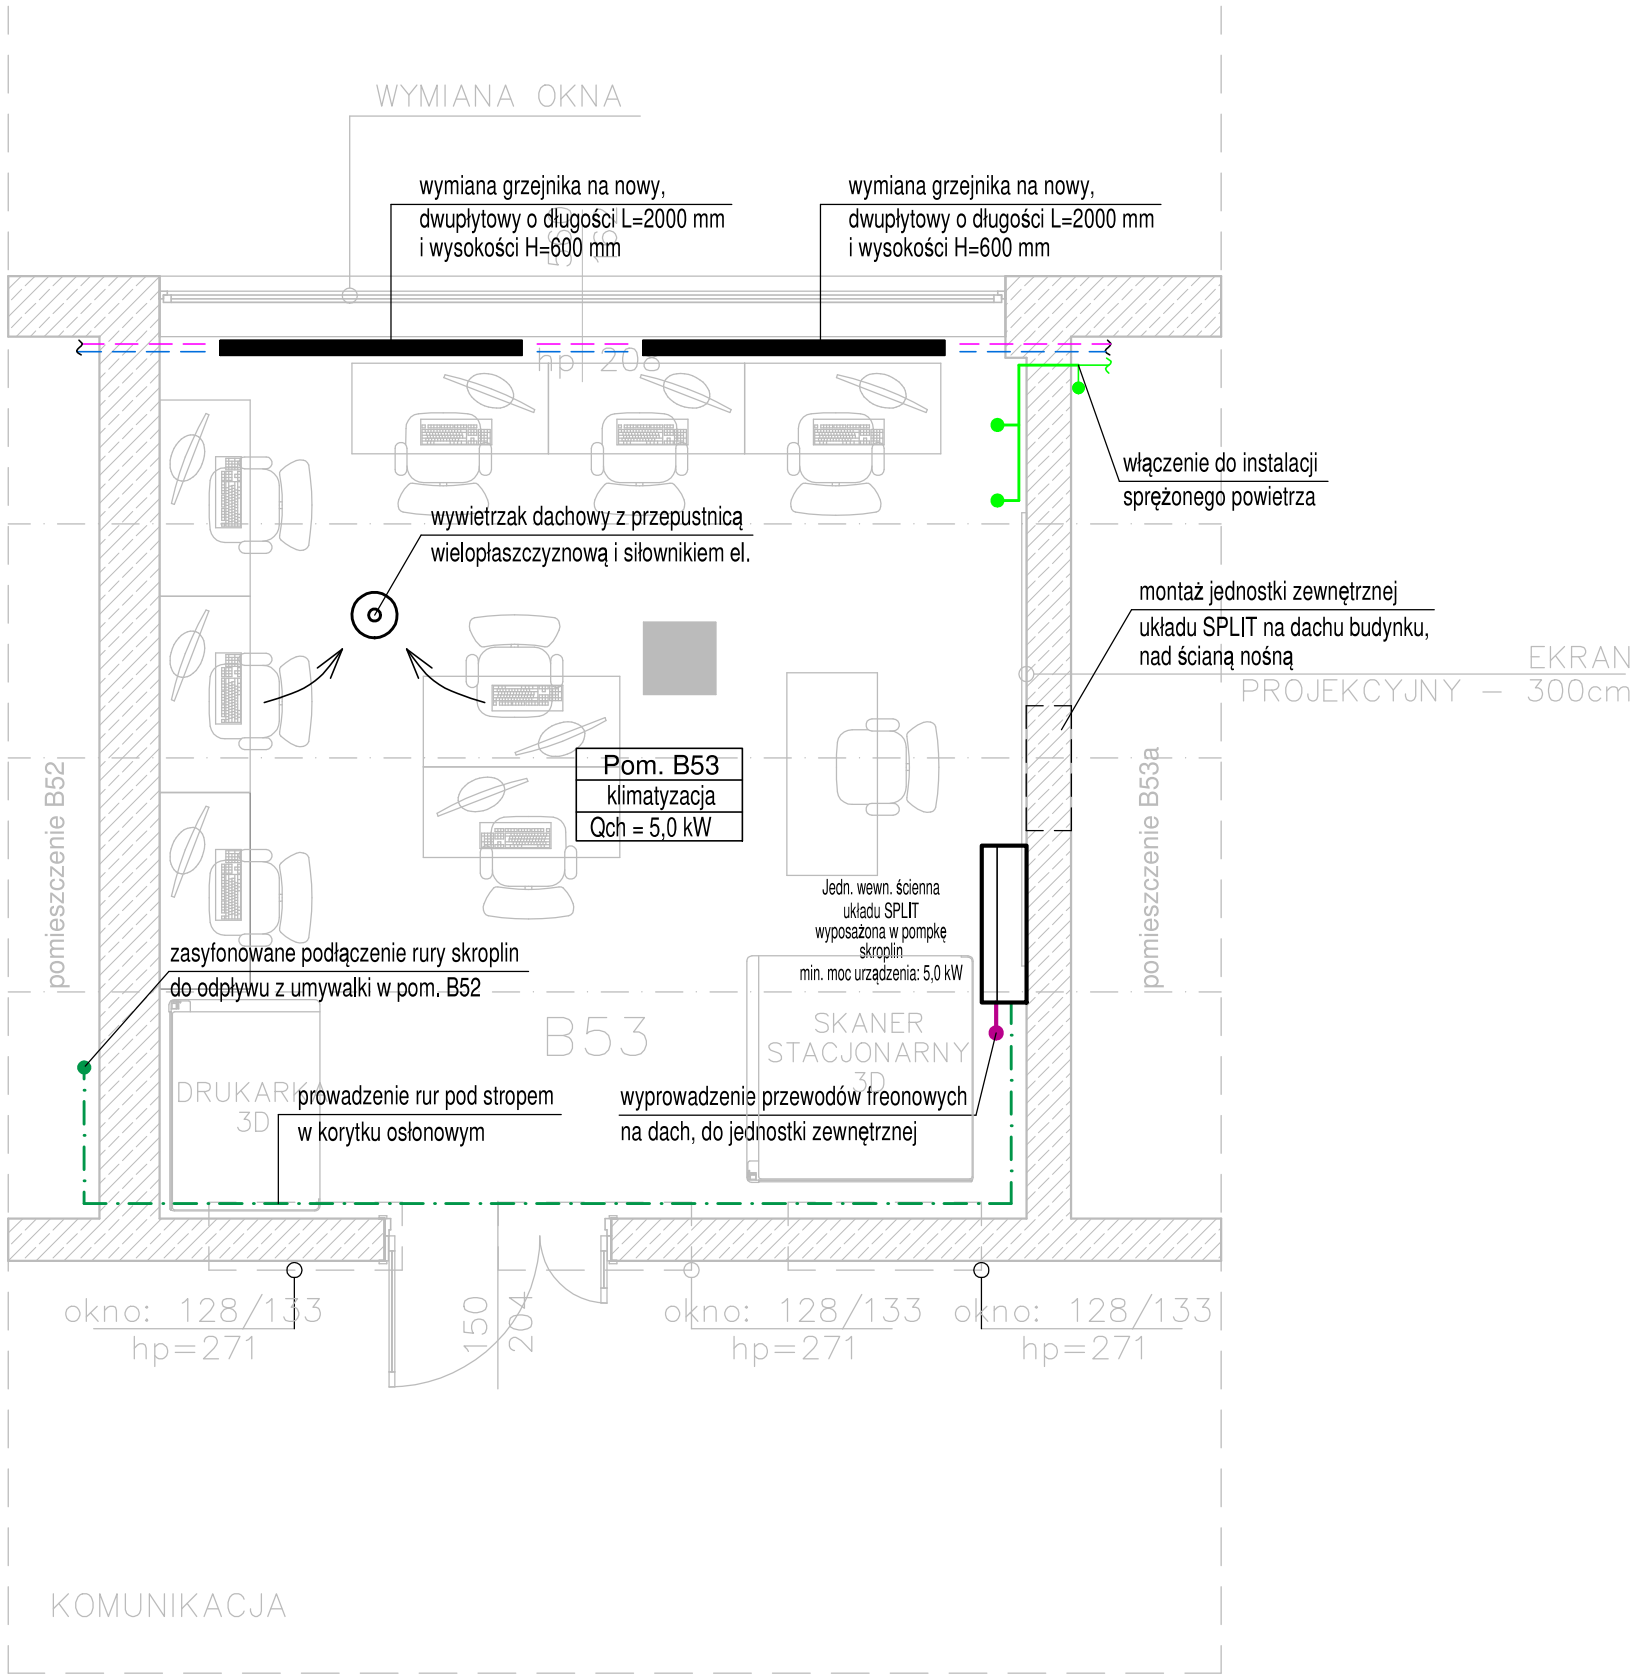 WYMIANA OKNA
wymiana grzejnika na nowy,
dwupłytowy o długości L=2000 mm
i wysokości H=600 mm
wymiana grzejnika na nowy,
dwupłytowy o długości L=2000 mm
i wysokości H=600 mm
hp 208
włączenie do instalacji
sprężonego powietrza
wywietrzak dachowy z przepustnicą
wielopłaszczyznową i siłownikiem el.
montaż jednostki zewnętrznej
układu SPLIT na dachu budynku,
nad ścianą nośną
EKRAN
PROJEKCYJNY – 300cm
Pom. B53
klimatyzacja
Qch = 5,0 kW
pomieszczenie B52
pomieszczenie B53a
Jedn. wewn. ścienna
układu SPLIT
wyposażona w pompkę
skroplin
min. moc urządzenia: 5,0 kW
zasyfonowane podłączenie rury skroplin
do odpływu z umywalki w pom. B52
B53
SKANER
STACJONARNY
3D
DRUKARKA
3D
prowadzenie rur pod stropem
w korytku osłonowym
wyprowadzenie przewodów freonowych
na dach, do jednostki zewnętrznej
okno: 128/133
hp=271
150
204
okno: 128/133
hp=271
okno: 128/133
hp=271
KOMUNIKACJA